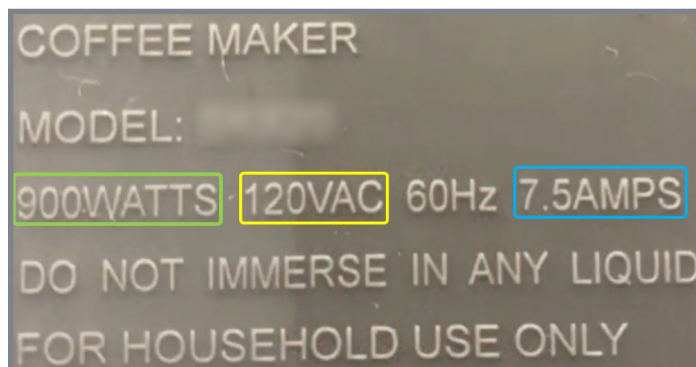 COFFEE MAKER
MODEL:
900WATTS 120VAC 60Hz 7.5AMPS
DO NOT IMMERSE IN ANY LIQUID
FOR HOUSEHOLD USE ONLY